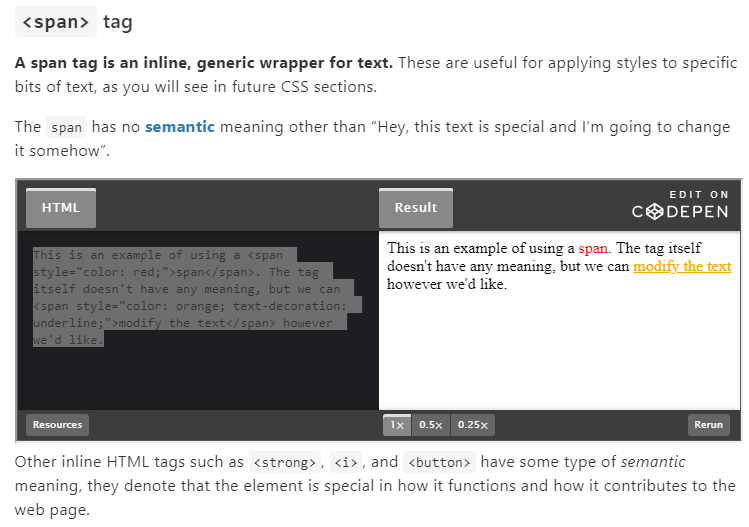 <span> tag
A span tag is an inline, generic wrapper for text. These are useful for applying styles to specific
bits of text, as you will see in future CSS sections.
The span has no semantic meaning other than “Hey, this text is special and I’m going to change
it somehow”.
HTML
Result
EDIT ON
CODEPEN
This is an example of using a <span
style="color: red;">span</span>. The tag
itself doesn't have any meaning, but we can
<span style="color: orange; text-decoration:
underline;">modify the text</span> however
we'd like.
This is an example of using a span. The tag itself
doesn't have any meaning, but we can modify the text
however we'd like.
Resources
1x 0.5x 0.25x
Rerun
Other inline HTML tags such as <strong>, <i>, and <button> have some type of semantic
meaning, they denote that the element is special in how it functions and how it contributes to the
web page.